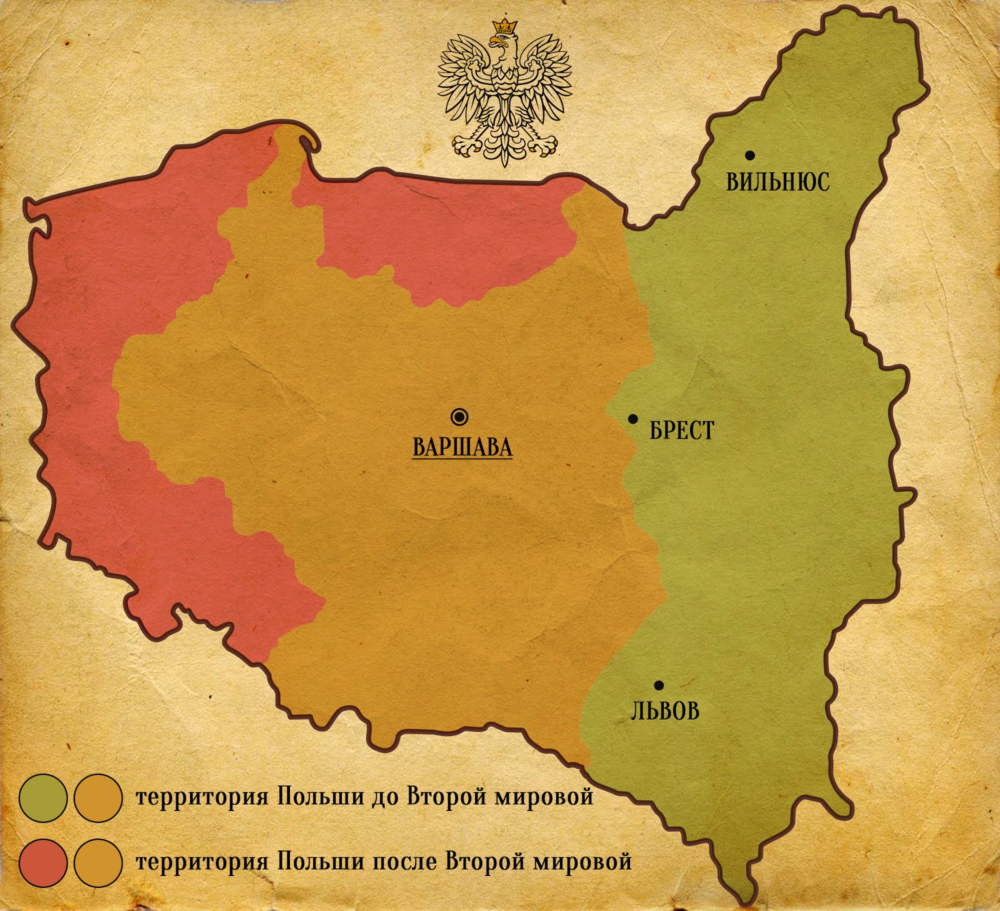 ВИЛЬНЮС
БРЕСТ
ВАРШАВА
ЛЬВОВ
территория Польши до Второй мировой
территория Польши после Второй мировой